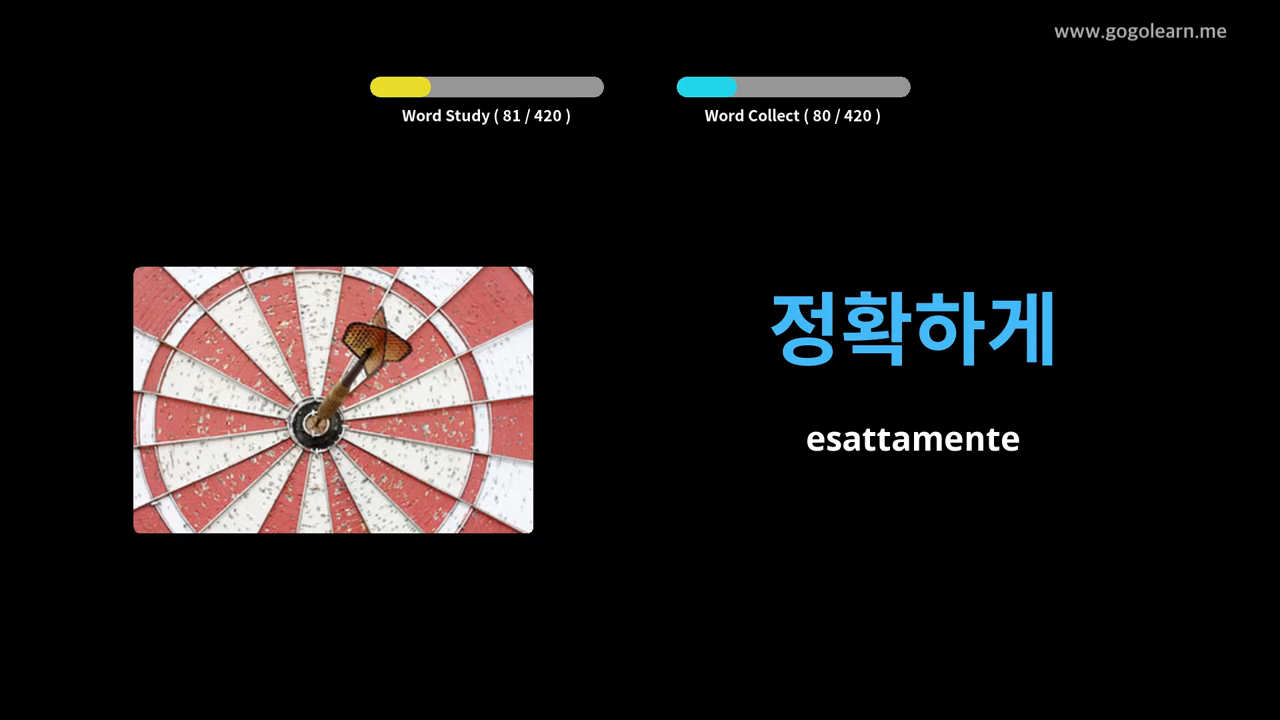 www.gogolearn.me
Word Study ( 81 / 420 )
Word Collect ( 80 / 420 )
정확하게
esattamente